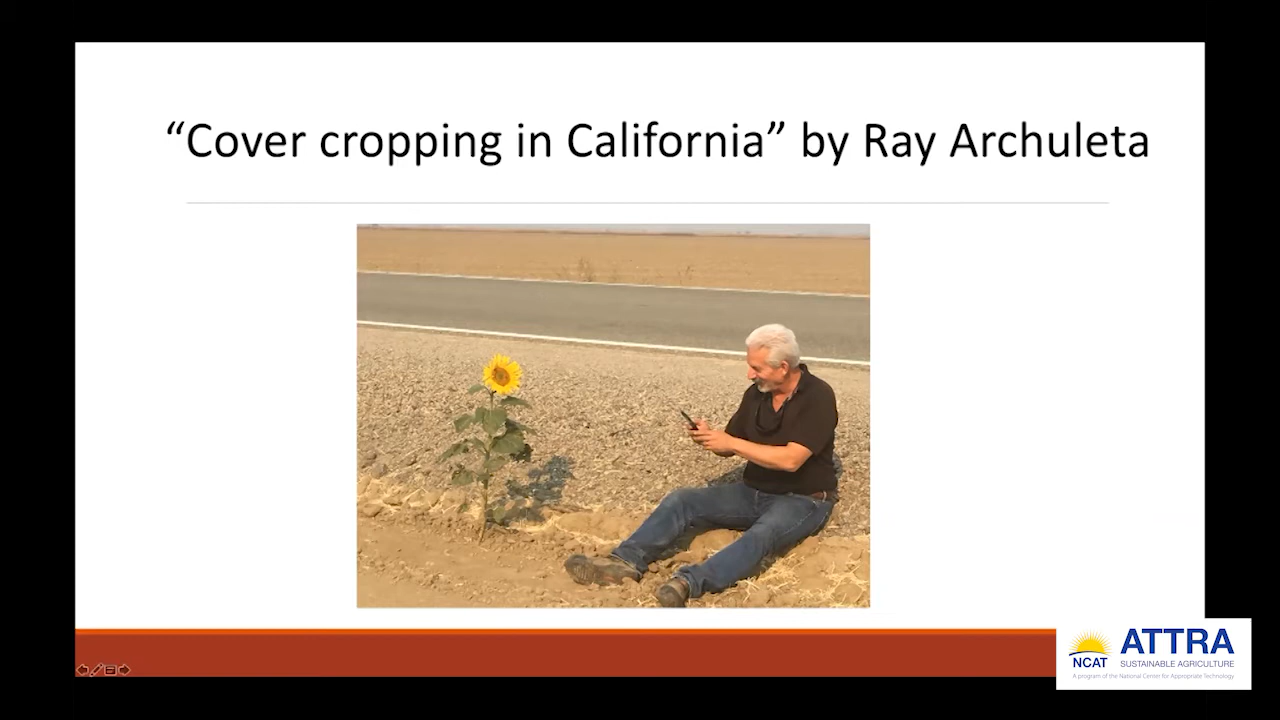 “Cover cropping in California” by Ray Archuleta
ATTRA
NCAT
SUSTAINABLE AGRICULTURE
A program of the National Center for Appropriate Technology